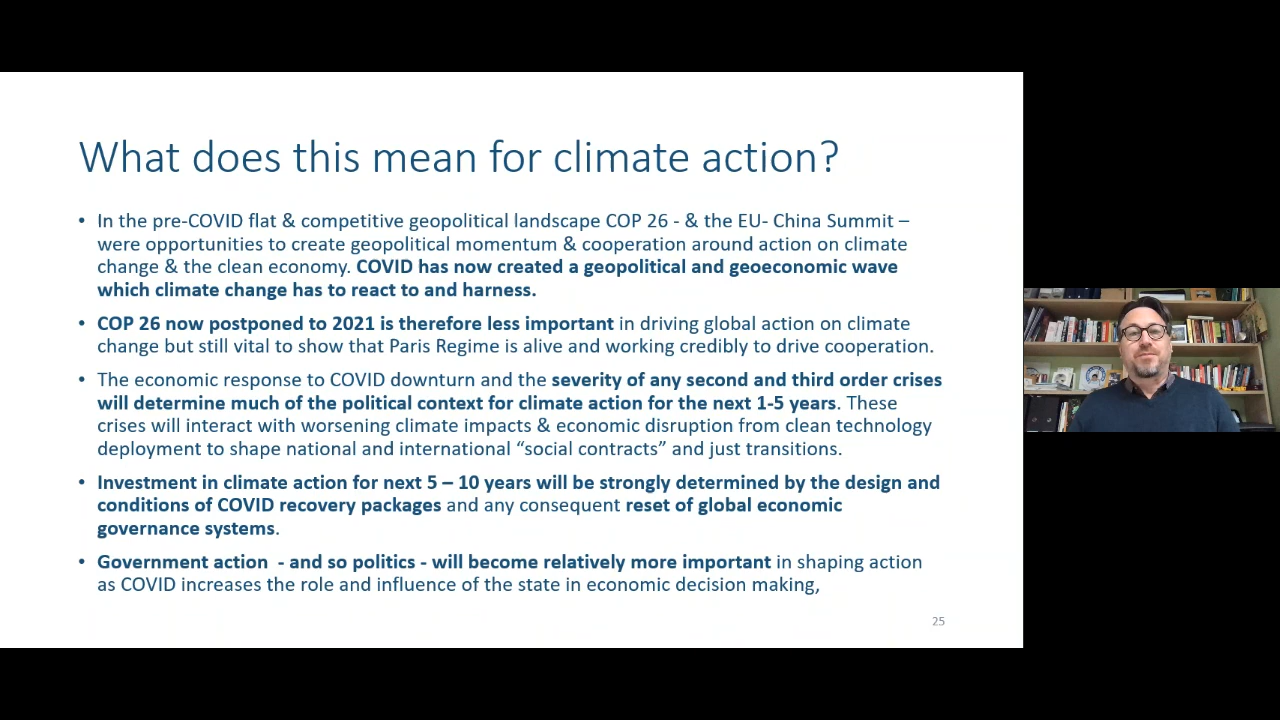 What does this mean for climate action?
• In the pre-COVID flat & competitive geopolitical landscape COP 26 - & the EU- China Summit –
were opportunities to create geopolitical momentum & cooperation around action on climate
change & the clean economy. COVID has now created a geopolitical and geoeconomic wave
which climate change has to react to and harness.
• COP 26 now postponed to 2021 is therefore less important in driving global action on climate
change but still vital to show that Paris Regime is alive and working credibly to drive cooperation.
• The economic response to COVID downturn and the severity of any second and third order crises
will determine much of the political context for climate action for the next 1-5 years. These
crises will interact with worsening climate impacts & economic disruption from clean technology
deployment to shape national and international “social contracts” and just transitions.
• Investment in climate action for next 5 – 10 years will be strongly determined by the design and
conditions of COVID recovery packages and any consequent reset of global economic
governance systems.
• Government action  - and so politics - will become relatively more important in shaping action
as COVID increases the role and influence of the state in economic decision making,
25